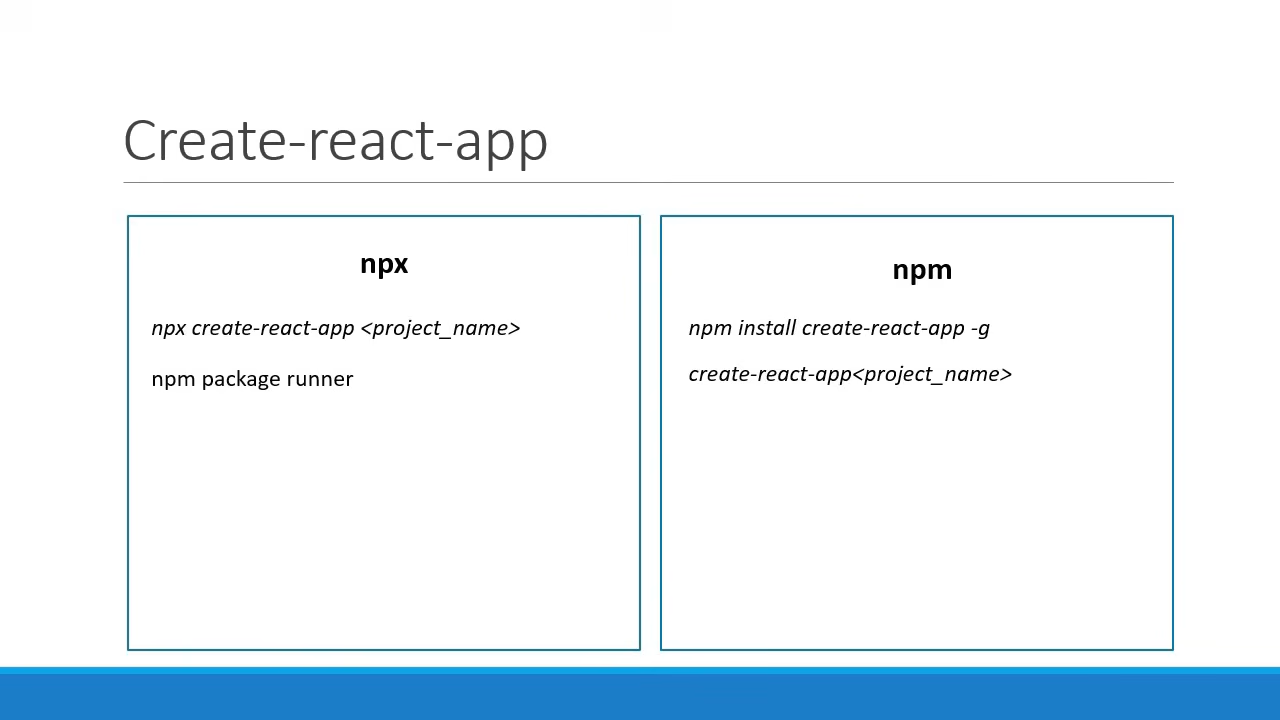 Create-react-app
npx
npx create-react-app <project_name>
npm package runner
npm
npm install create-react-app -g
create-react-app<project_name>